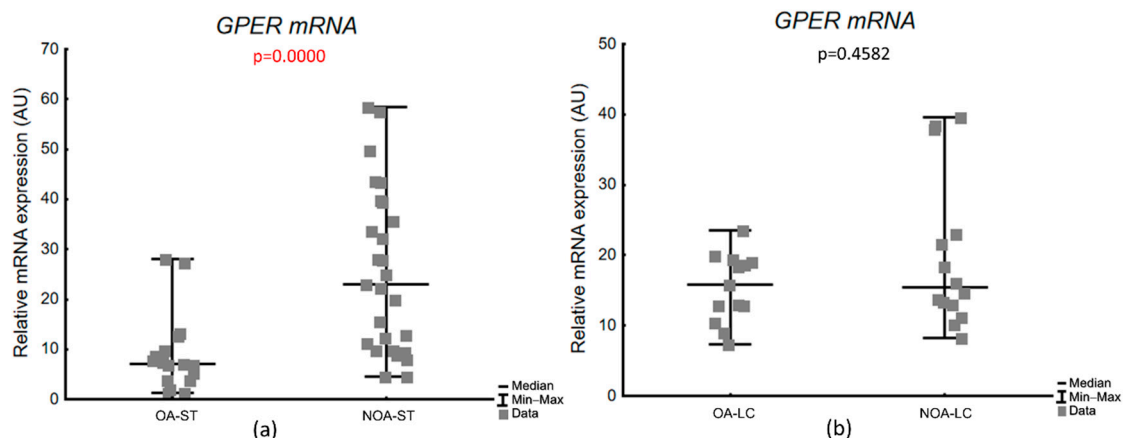 GPER mRNA
p=0.0000
Relative mRNA expression (AU)
70
60
50
40
30
20
10
0
OA-ST
NOA-ST
Median
Min–Max
Data
(a)
GPER mRNA
p=0.4582
Relative mRNA expression (AU)
50
40
30
20
10
0
OA-LC
NOA-LC
Median
Min–Max
Data
(b)